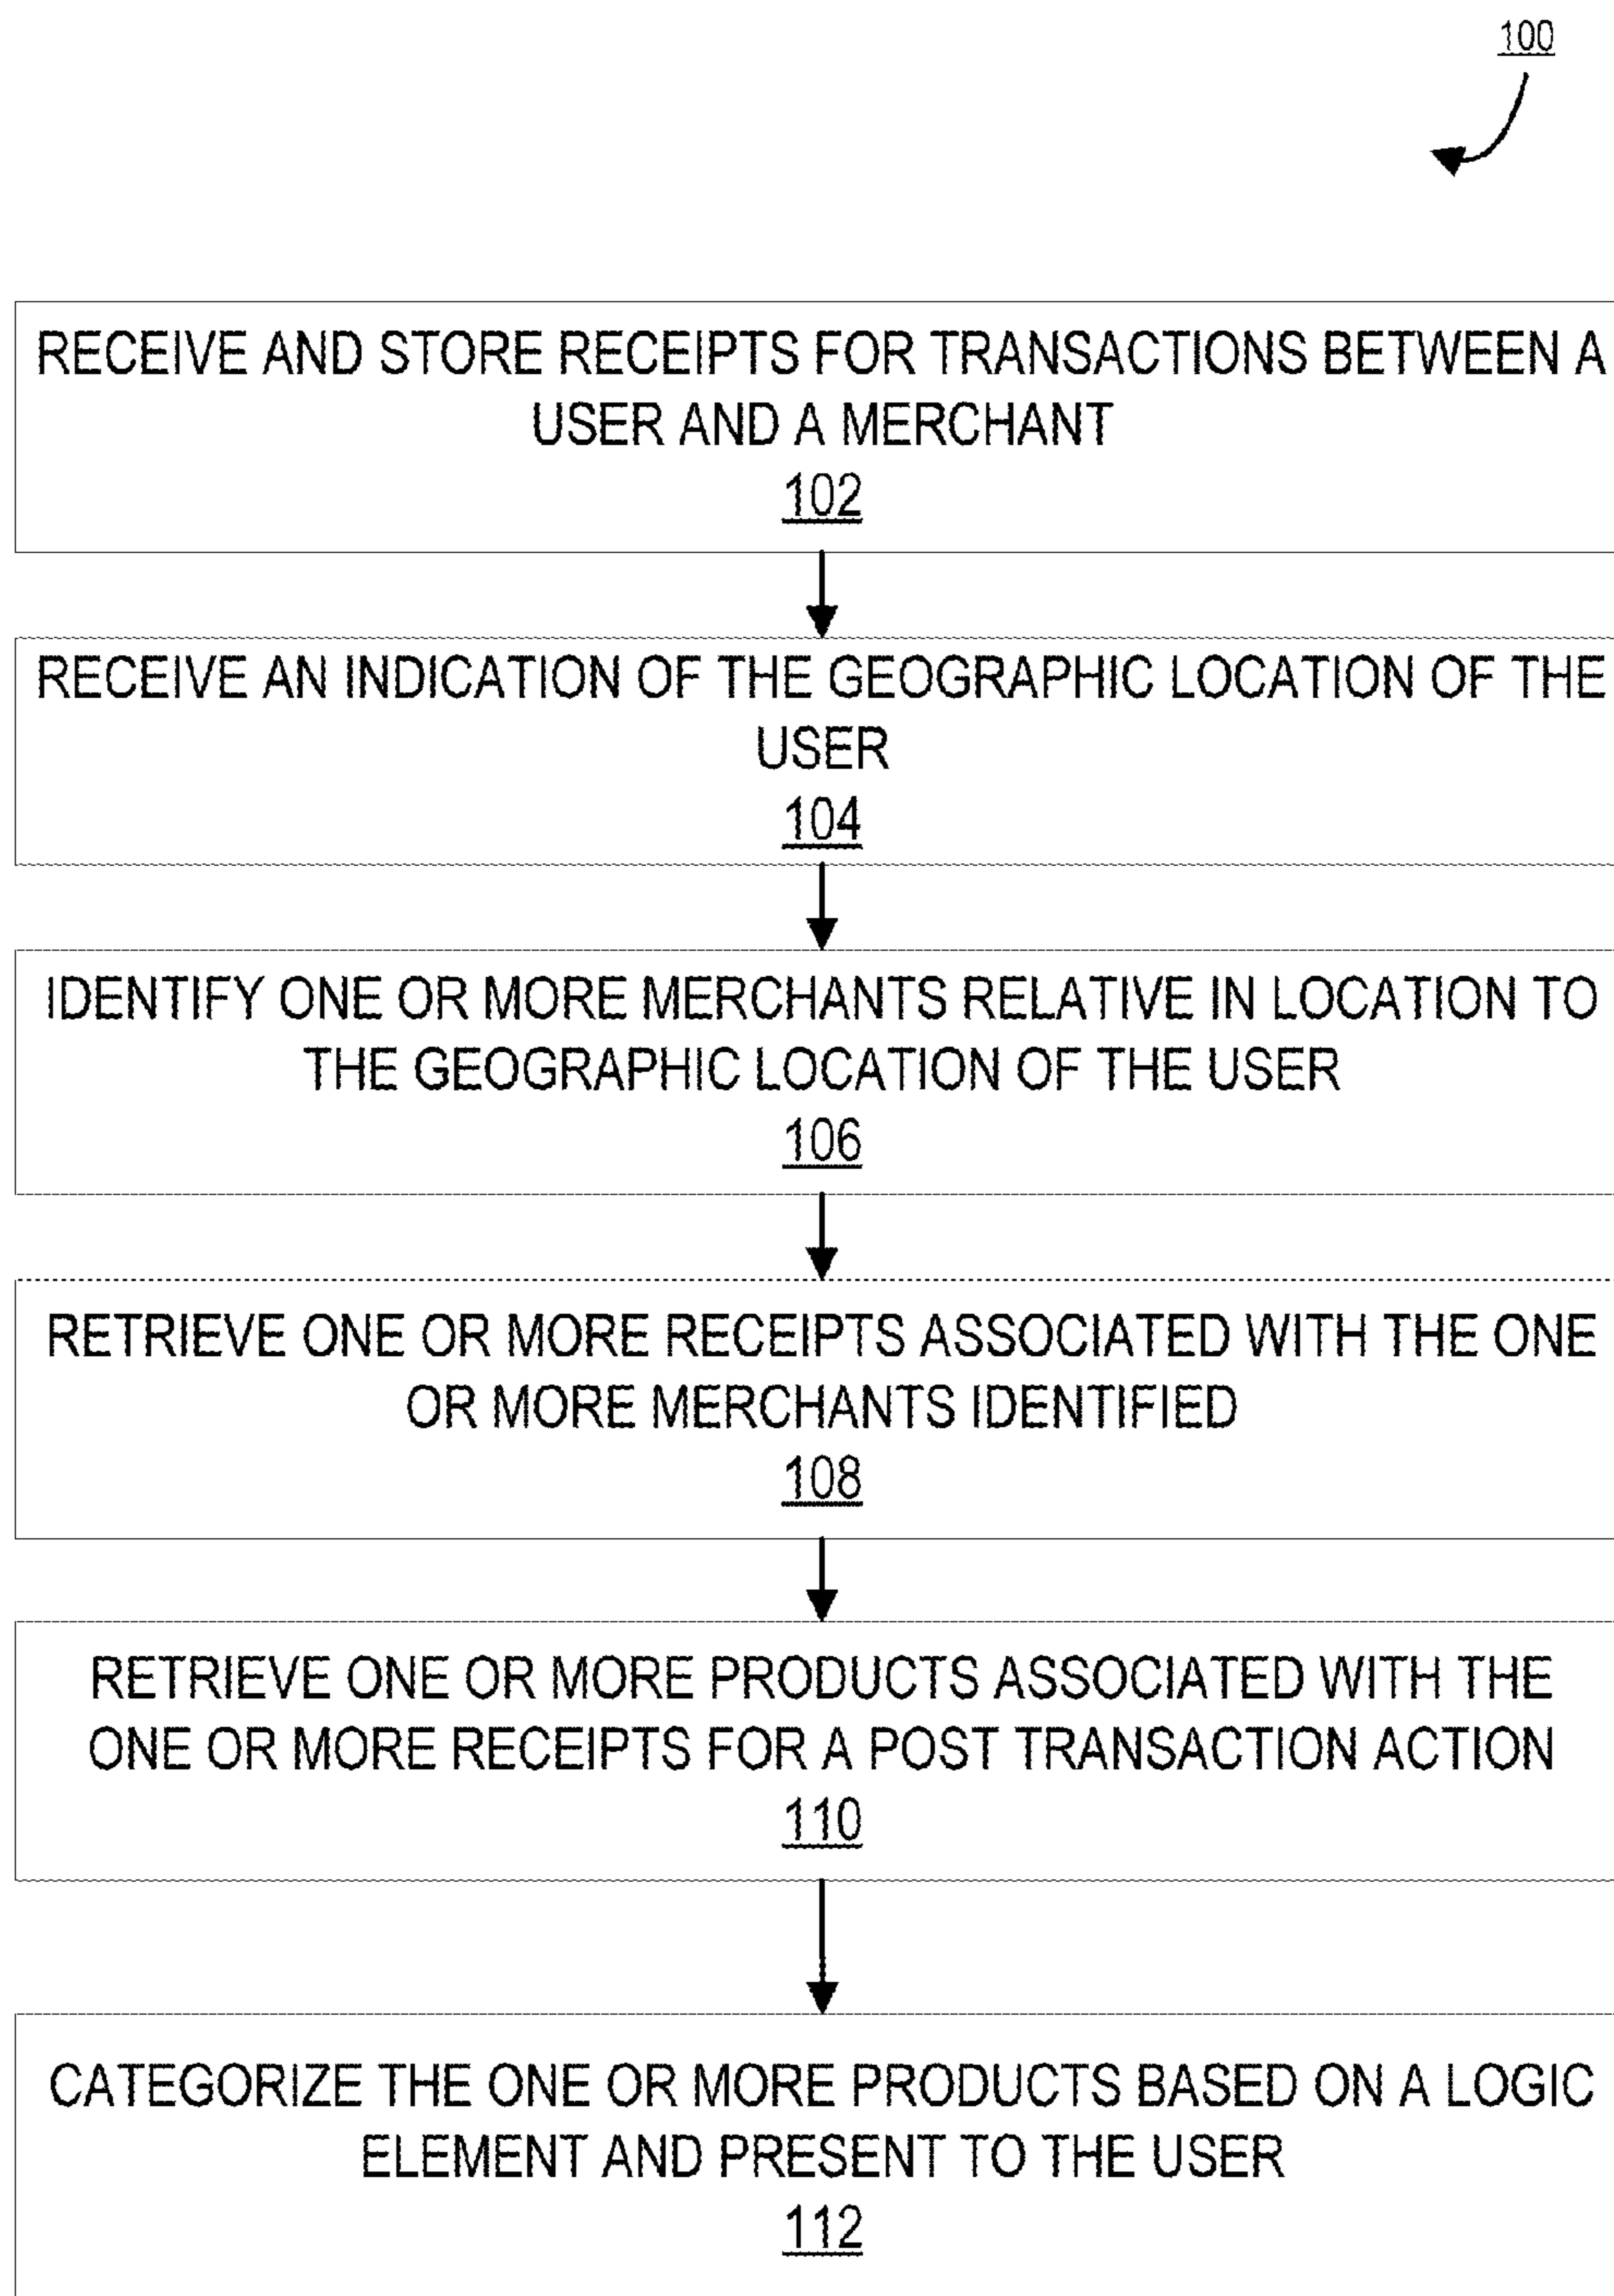 100
RECEIVE AND STORE RECEIPTS FOR TRANSACTIONS BETWEEN A
USER AND A MERCHANT
102
RECEIVE AN INDICATION OF THE GEOGRAPHIC LOCATION OF THE
USER
104
IDENTIFY ONE OR MORE MERCHANTS RELATIVE IN LOCATION TO
THE GEOGRAPHIC LOCATION OF THE USER
106
RETRIEVE ONE OR MORE RECEIPTS ASSOCIATED WITH THE ONE
OR MORE MERCHANTS IDENTIFIED
108
RETRIEVE ONE OR MORE PRODUCTS ASSOCIATED WITH THE
ONE OR MORE RECEIPTS FOR A POST TRANSACTION ACTION
110
CATEGORIZE THE ONE OR MORE PRODUCTS BASED ON A LOGIC
ELEMENT AND PRESENT TO THE USER
112